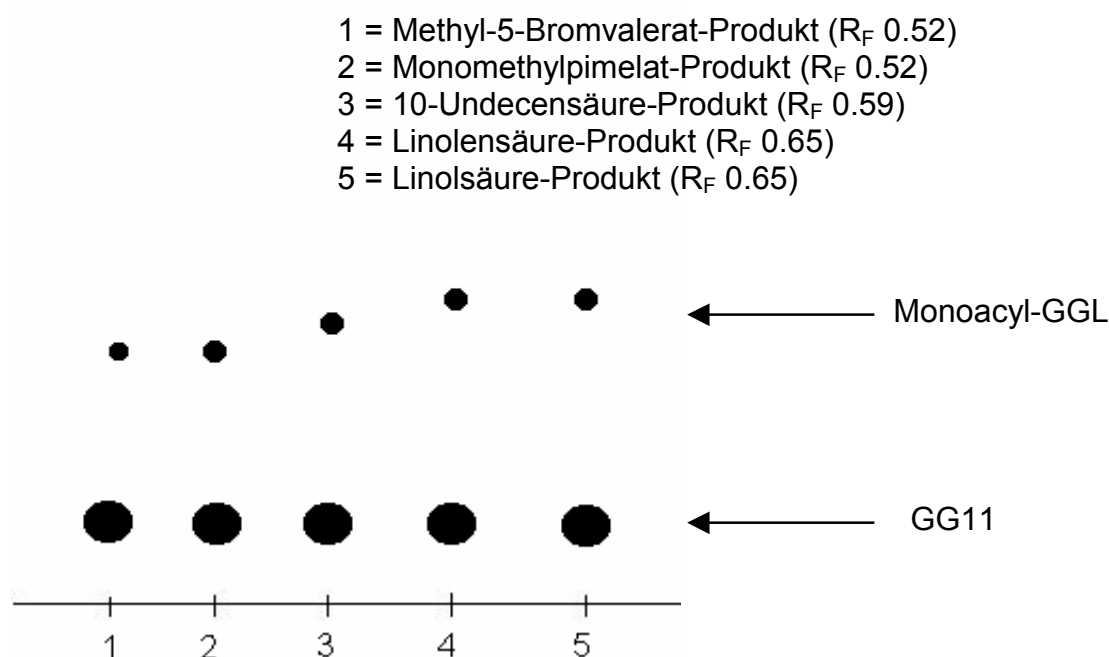 1 = Methyl-5-Bromvalerat-Produkt (RF 0.52)
2 = Monomethylpimelat-Produkt (RF 0.52)
3 = 10-Undecensäure-Produkt (RF 0.59)
4 = Linolensäure-Produkt (RF 0.65)
5 = Linolsäure-Produkt (RF 0.65)
Monoacyl-GGL
GG11
1 2 3 4 5